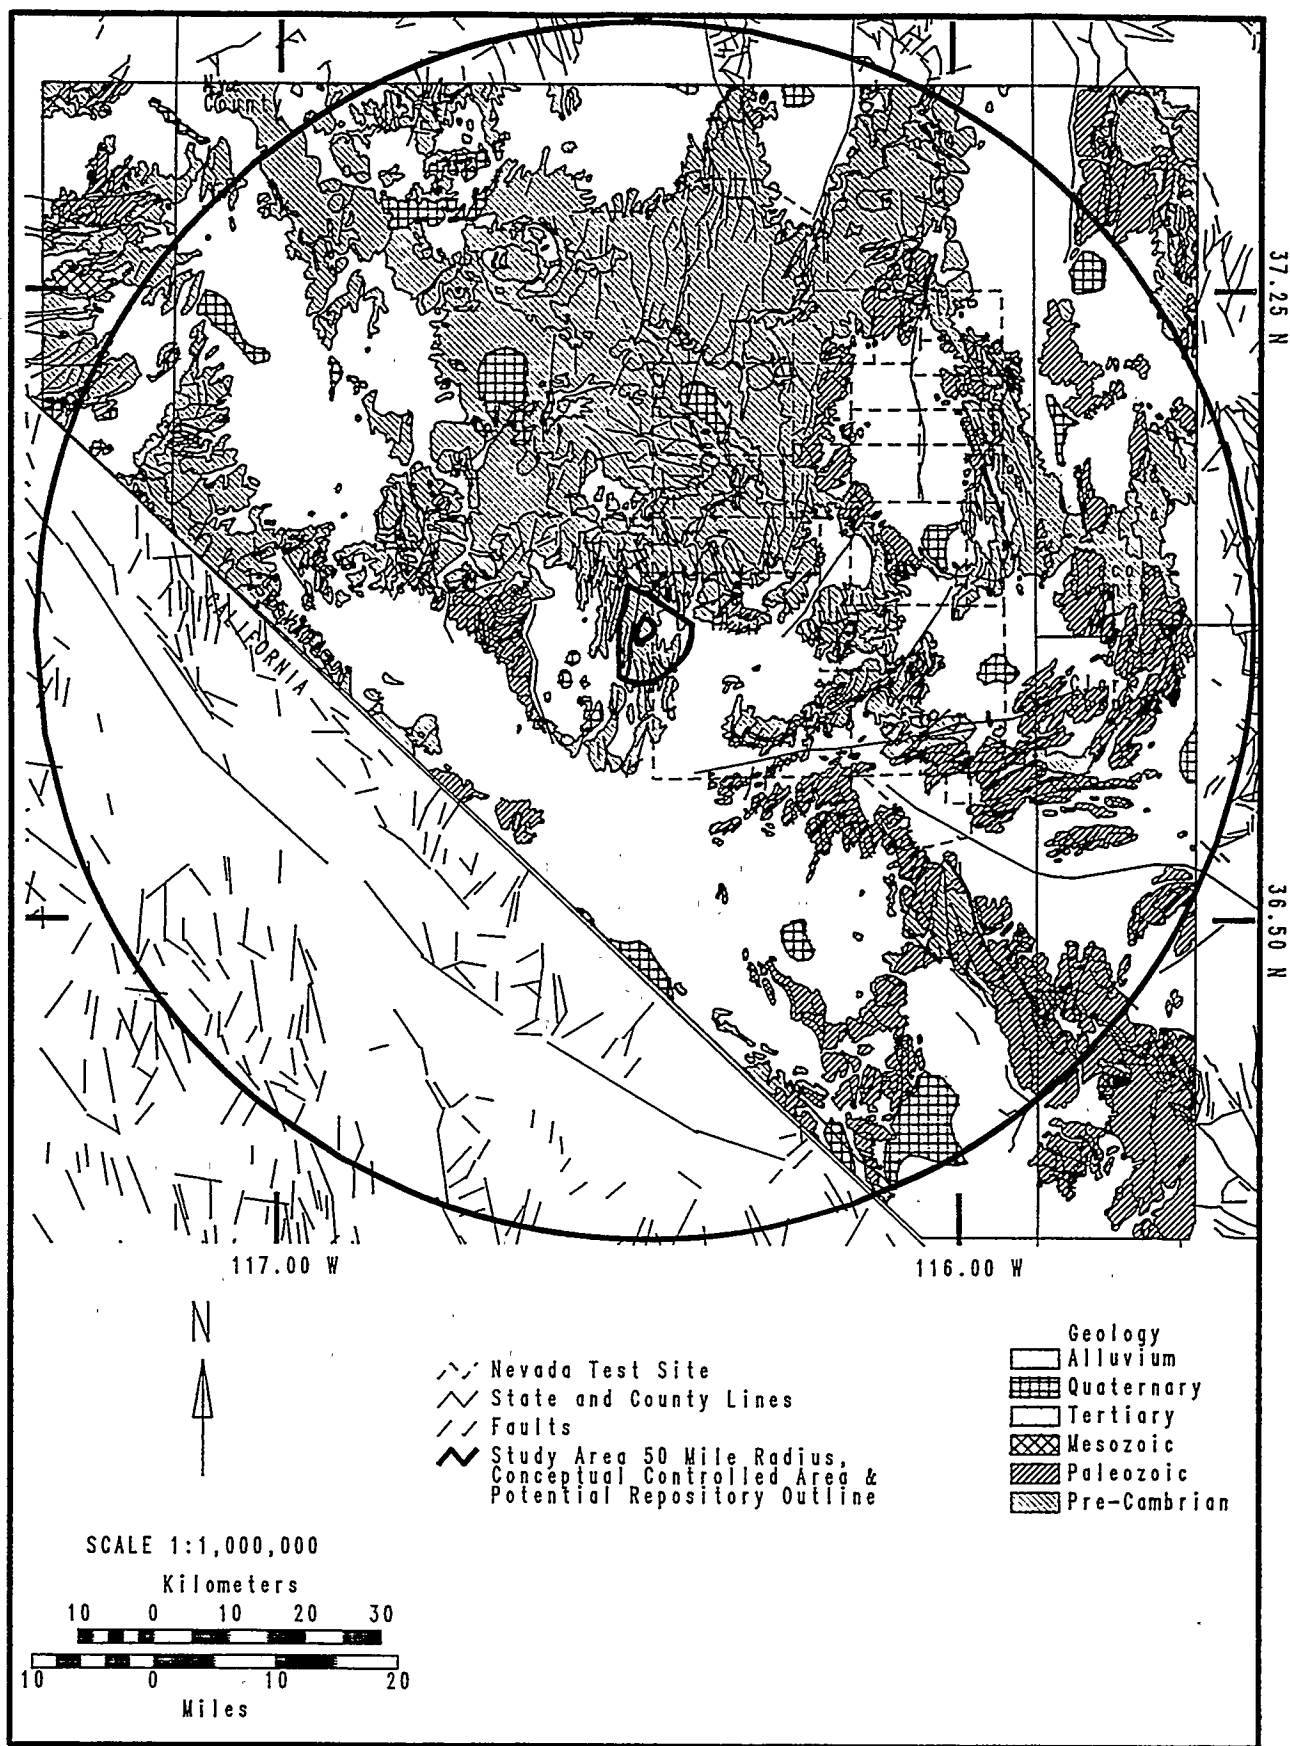 Nye
County
37.25 N
NEVADA
CALIFORNIA
Clark
36.50 N
117.00 W
116.00 W
N
Nevada Test Site
State and County Lines
Faults
Study Area 50 Mile Radius,
Conceptual Controlled Area &
Potential Repository Outline
Geology
Alluvium
Quaternary
Tertiary
Mesozoic
Paleozoic
Pre-Cambrian
SCALE 1:1,000,000
Kilometers
10 0 10 20 30
10 0 10 20
Miles